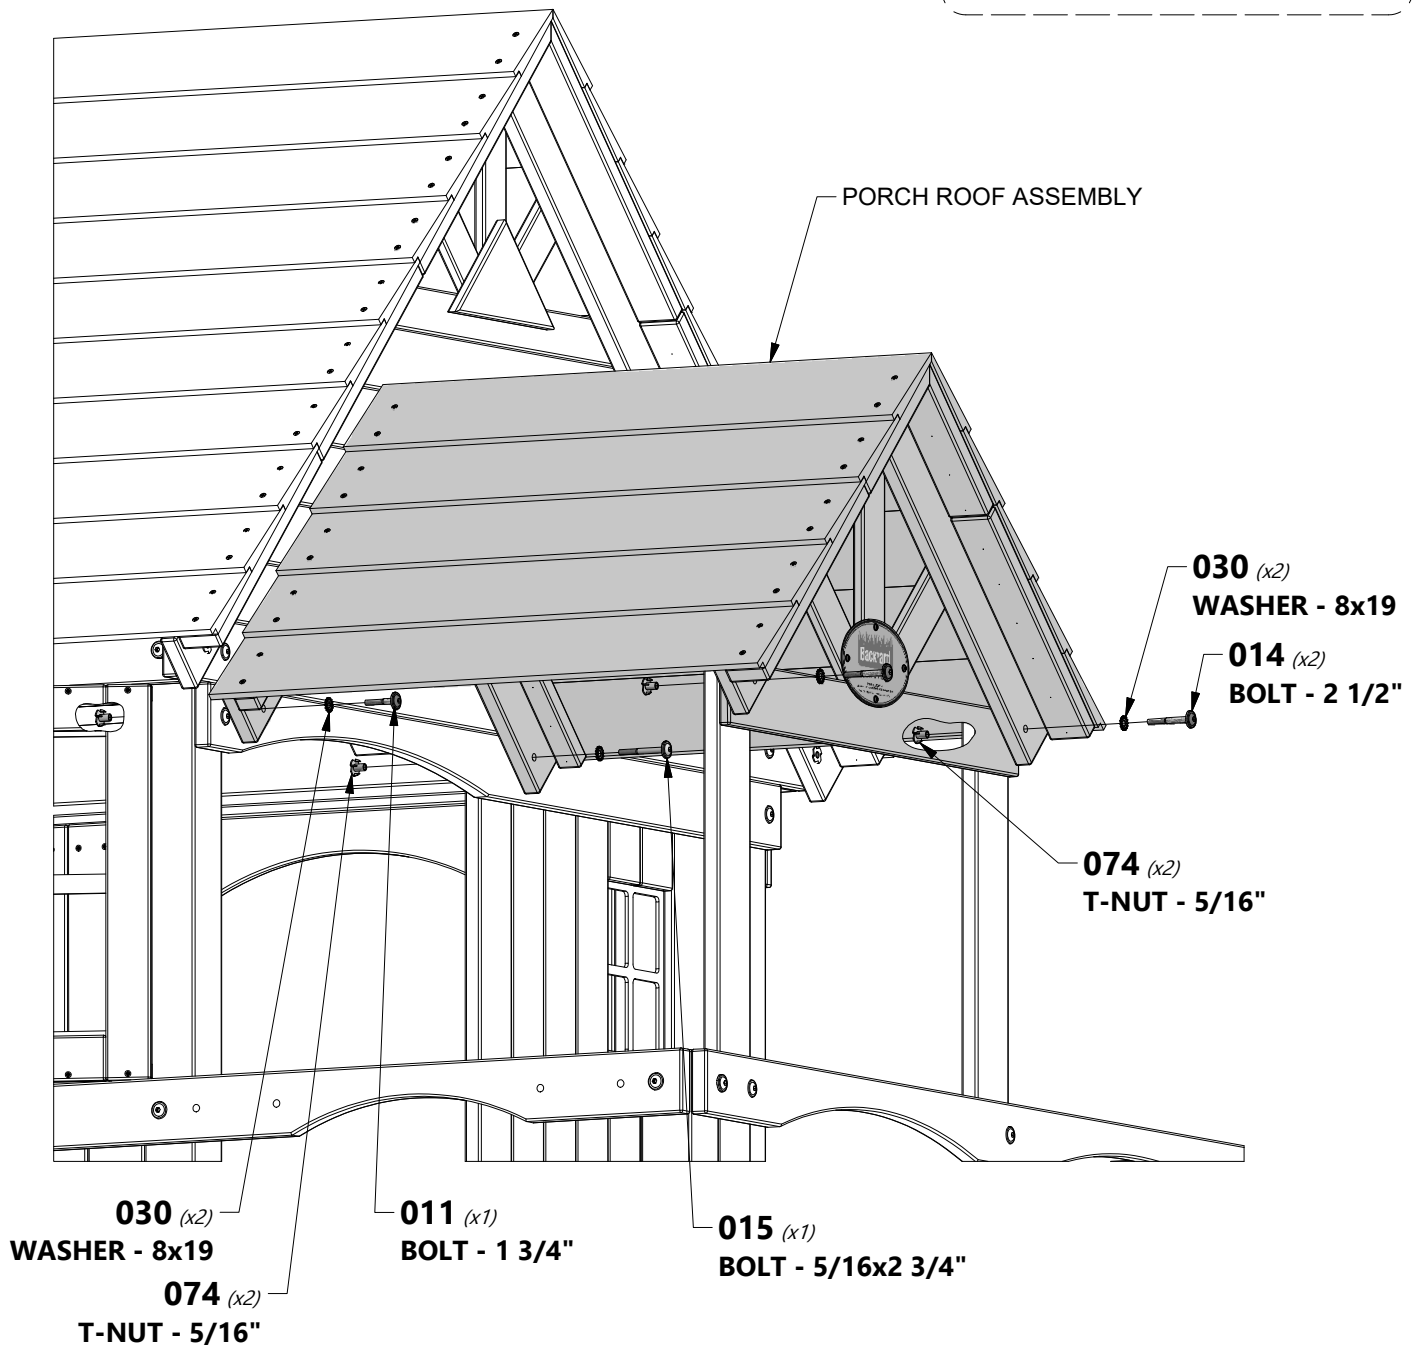 PORCH ROOF ASSEMBLY
030 (x2)
WASHER - 8x19
014 (x2)
BOLT - 2 1/2"
Backyard
074 (x2)
T-NUT - 5/16"
030 (x2)
WASHER - 8x19
011 (x1)
BOLT - 1 3/4"
015 (x1)
BOLT - 5/16x2 3/4"
074 (x2)
T-NUT - 5/16"